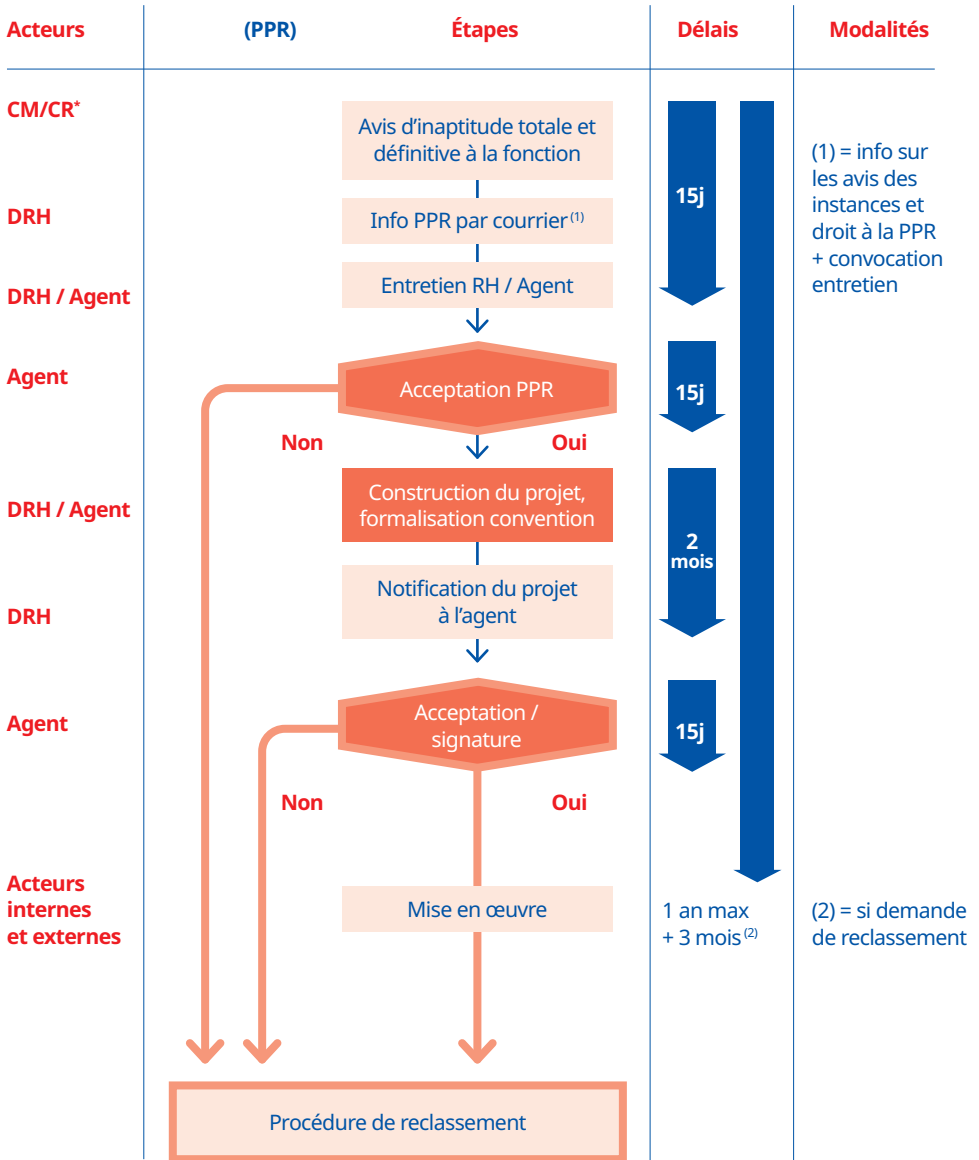 Acteurs (PPR) Étapes Délais Modalités
CM/CR*
Avis d’inaptitude totale et
définitive à la fonction
15j
(1) = info sur
les avis des
instances et
droit à la PPR
+ convocation
entretien
DRH
Info PPR par courrier (1)
DRH / Agent
Entretien RH / Agent
Agent
Acceptation PPR
15j
Non Oui
DRH / Agent
Construction du projet,
formalisation convention
2
mois
DRH
Notification du projet
à l’agent
Agent
Acceptation /
signature
15j
Non Oui
Acteurs
internes
et externes
Mise en œuvre
1 an max
+ 3 mois (2)
(2) = si demande
de reclassement
Procédure de reclassement